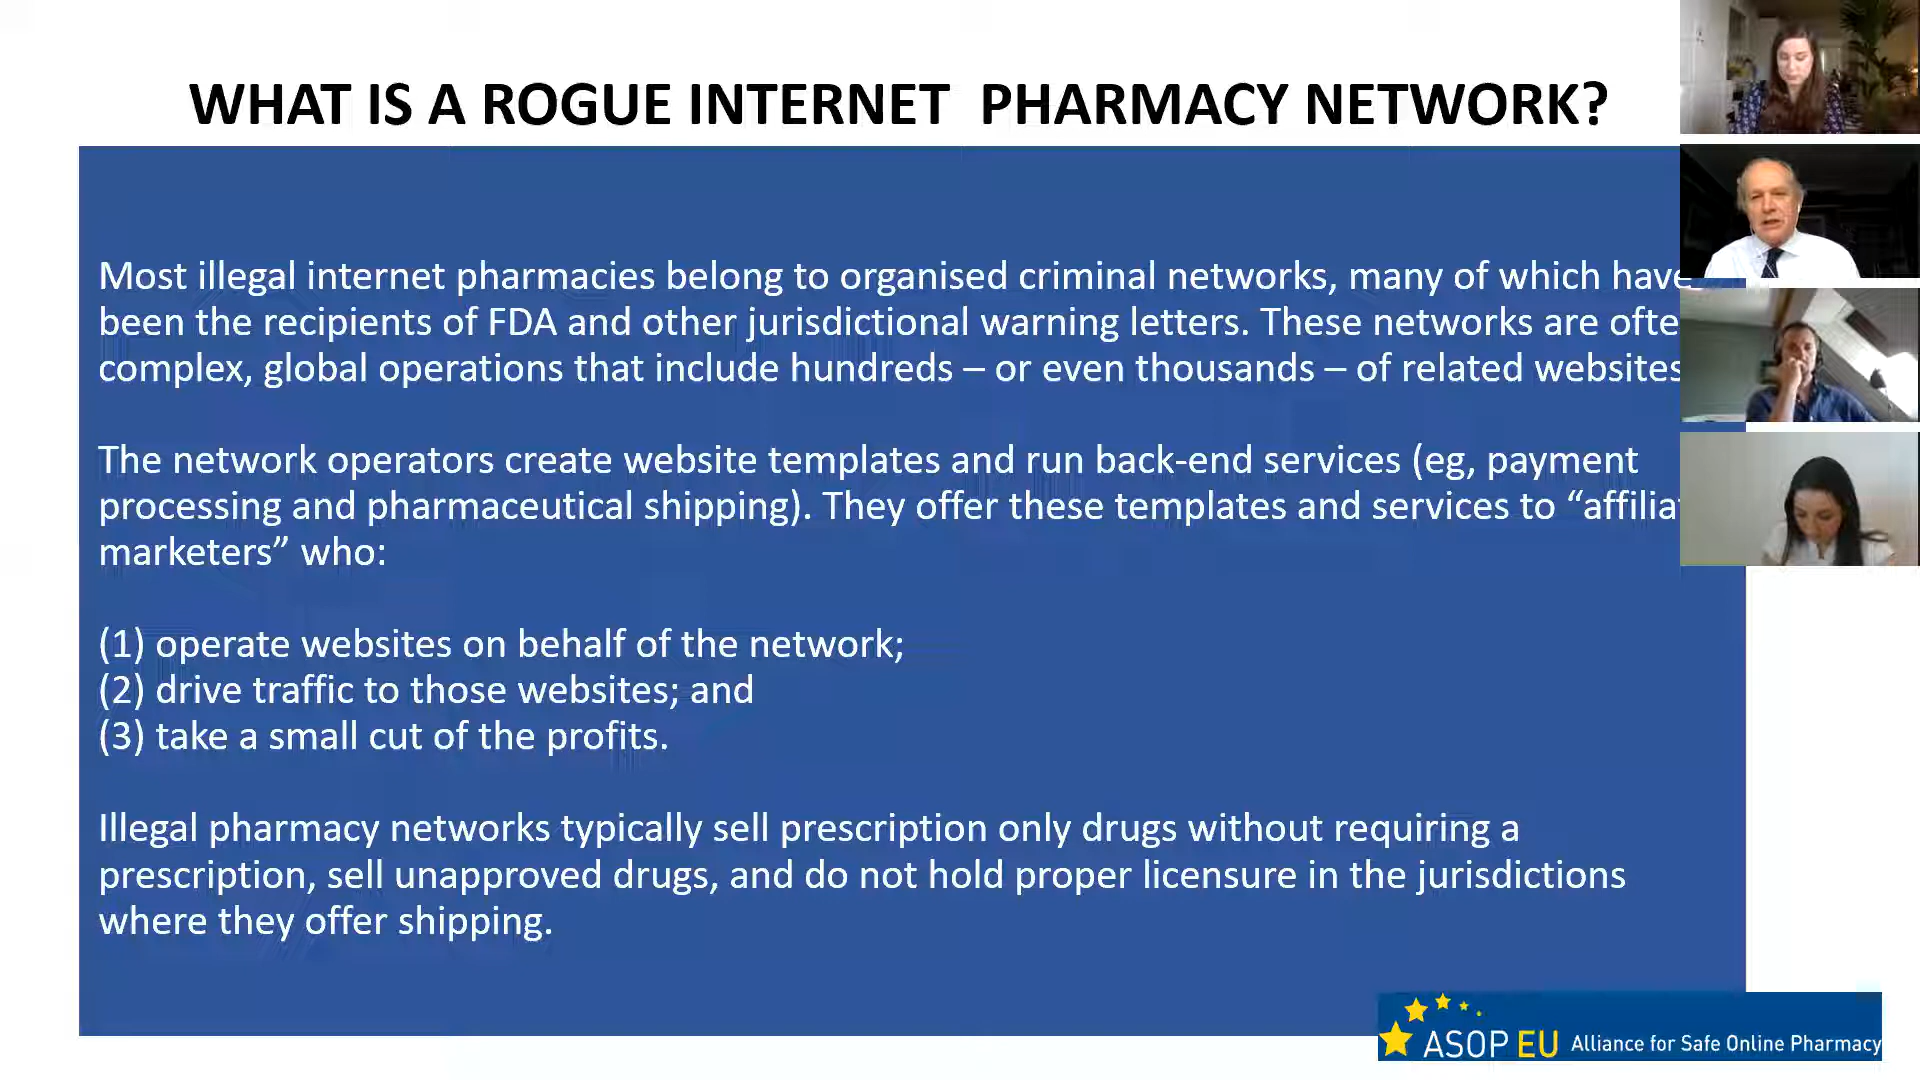 WHAT IS A ROGUE INTERNET PHARMACY NETWORK?
Most illegal internet pharmacies belong to organised criminal networks, many of which have
been the recipients of FDA and other jurisdictional warning letters. These networks are ofte
complex, global operations that include hundreds – or even thousands – of related websites
The network operators create website templates and run back-end services (eg, payment
processing and pharmaceutical shipping). They offer these templates and services to “affilia
marketers” who:
(1) operate websites on behalf of the network;
(2) drive traffic to those websites; and
(3) take a small cut of the profits.
Illegal pharmacy networks typically sell prescription only drugs without requiring a
prescription, sell unapproved drugs, and do not hold proper licensure in the jurisdictions
where they offer shipping.
ASOP EU Alliance for Safe Online Pharmacy